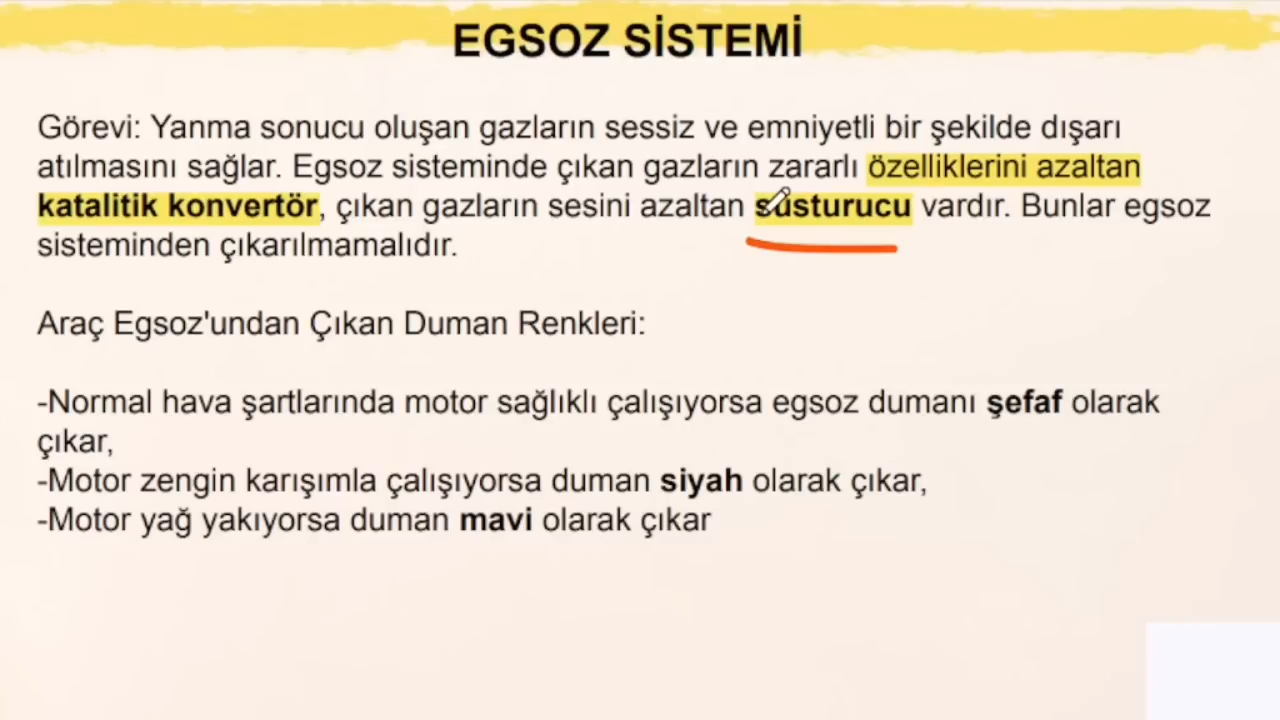 EGSOZ SİSTEMİ
Görevi: Yanma sonucu oluşan gazların sessiz ve emniyetli bir şekilde dışarı
atılmasını sağlar. Egsoz sisteminde çıkan gazların zararlı özelliklerini azaltan
katalitik konvertör, çıkan gazların sesini azaltan susturucu vardır. Bunlar egsoz
sisteminden çıkarılmamalıdır.
Araç Egsoz'undan Çıkan Duman Renkleri:
-Normal hava şartlarında motor sağlıklı çalışıyorsa egsoz dumanı şefaf olarak
çıkar,
-Motor zengin karışımla çalışıyorsa duman siyah olarak çıkar,
-Motor yağ yakıyorsa duman mavi olarak çıkar